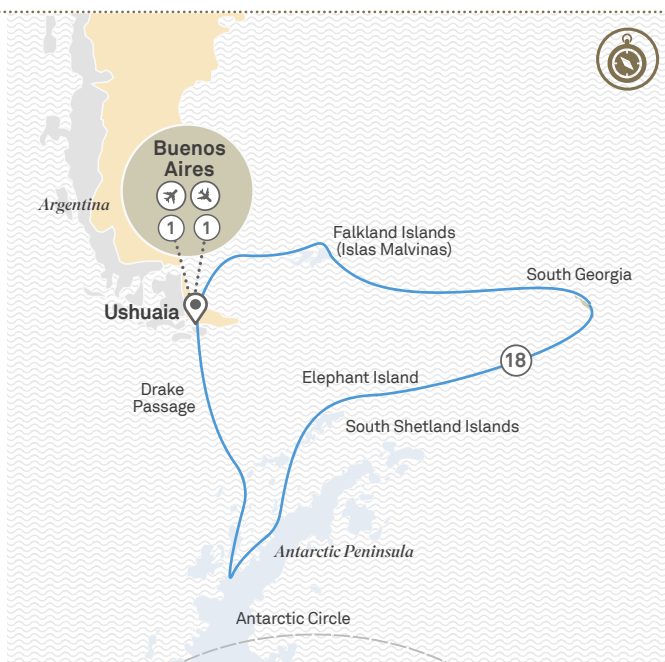 Buenos
Aires
1
1
Argentina
Falkland Islands
(Islas Malvinas)
South Georgia
Ushuaia
18
Elephant Island
Drake
Passage
South Shetland Islands
Antarctic Peninsula
Antarctic Circle